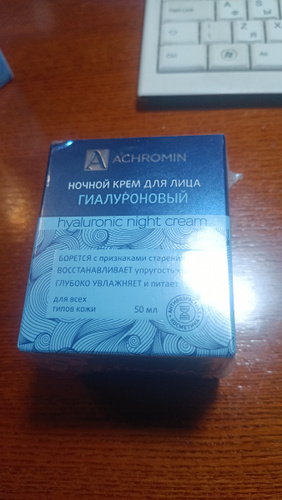 ACHROMIN
НОЧНОЙ КРЕМ ДЛЯ ЛИЦА
ГИАЛУРОНОВЫЙ
hyaluronic night cream
БОРЕТСЯ с признаками старения
ВОССТАНАВЛИВАЕТ упругость
ГЛУБОКО УВЛАЖНЯЕТ и питает
для всех
типов кожи
50 мл